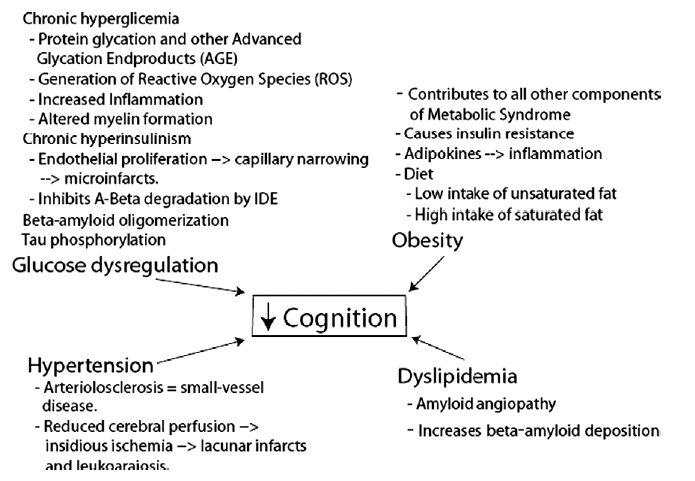 Chronic hyperglicemia
- Protein glycation and other Advanced
Glycation Endproducts (AGE)
- Generation of Reactive Oxygen Species (ROS)
- Increased Inflammation
- Altered myelin formation
Chronic hyperinsulinism
- Endothelial proliferation –> capillary narrowing
--> microinfarcts.
- Inhibits A-Beta degradation by IDE
Beta-amyloid oligomerization
Tau phosphorylation
Glucose dysregulation
- Contributes to all other components
of Metabolic Syndrome
- Causes insulin resistance
- Adipokines --> inflammation
- Diet
- Low intake of unsaturated fat
- High intake of saturated fat
Obesity
↓ Cognition
Hypertension
- Arteriolosclerosis = small-vessel
disease.
- Reduced cerebral perfusion –>
insidious ischemia –> lacunar infarcts
and leukoaraiosis.
Dyslipidemia
- Amyloid angiopathy
- Increases beta-amyloid deposition